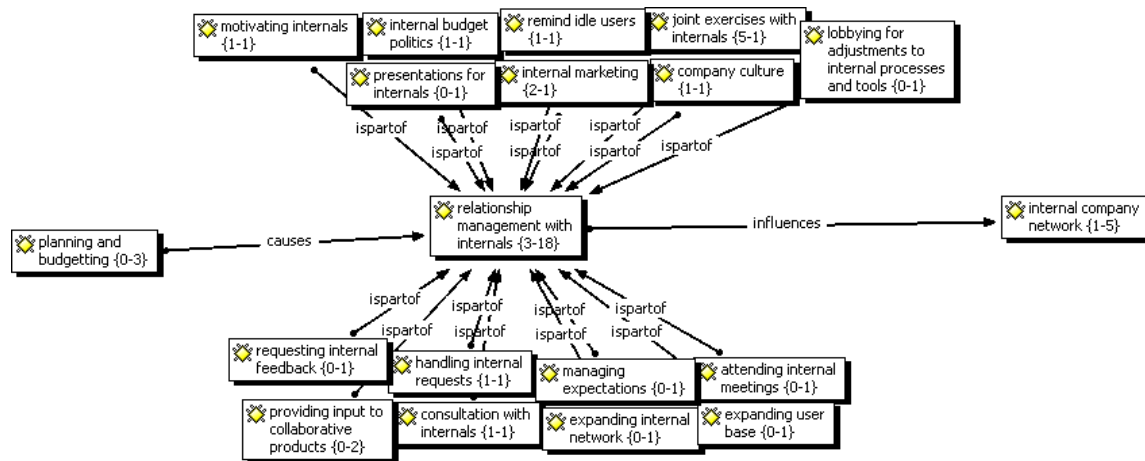 motivating internals
{1-1}
internal budget
politics {1-1}
remind idle users
{1-1}
joint exercises with
internals {5-1}
lobbying for
adjustments to
internal processes
and tools {0-1}
presentations for
internals {0-1}
internal marketing
{2-1}
company culture
{1-1}
ispartof
ispartof
ispartof
ispartof
ispartof
ispartof
ispartof
ispartof
relationship
management with
internals {3-18}
planning and
budgetting {0-3}
causes
influences
internal company
network {1-5}
ispartof
ispartof
ispartof
ispartof
ispartof
ispartof
ispartof
ispartof
requesting internal
feedback {0-1}
handling internal
requests {1-1}
managing
expectations {0-1}
attending internal
meetings {0-1}
providing input to
collaborative
products {0-2}
consultation with
internals {1-1}
expanding internal
network {0-1}
expanding user
base {0-1}